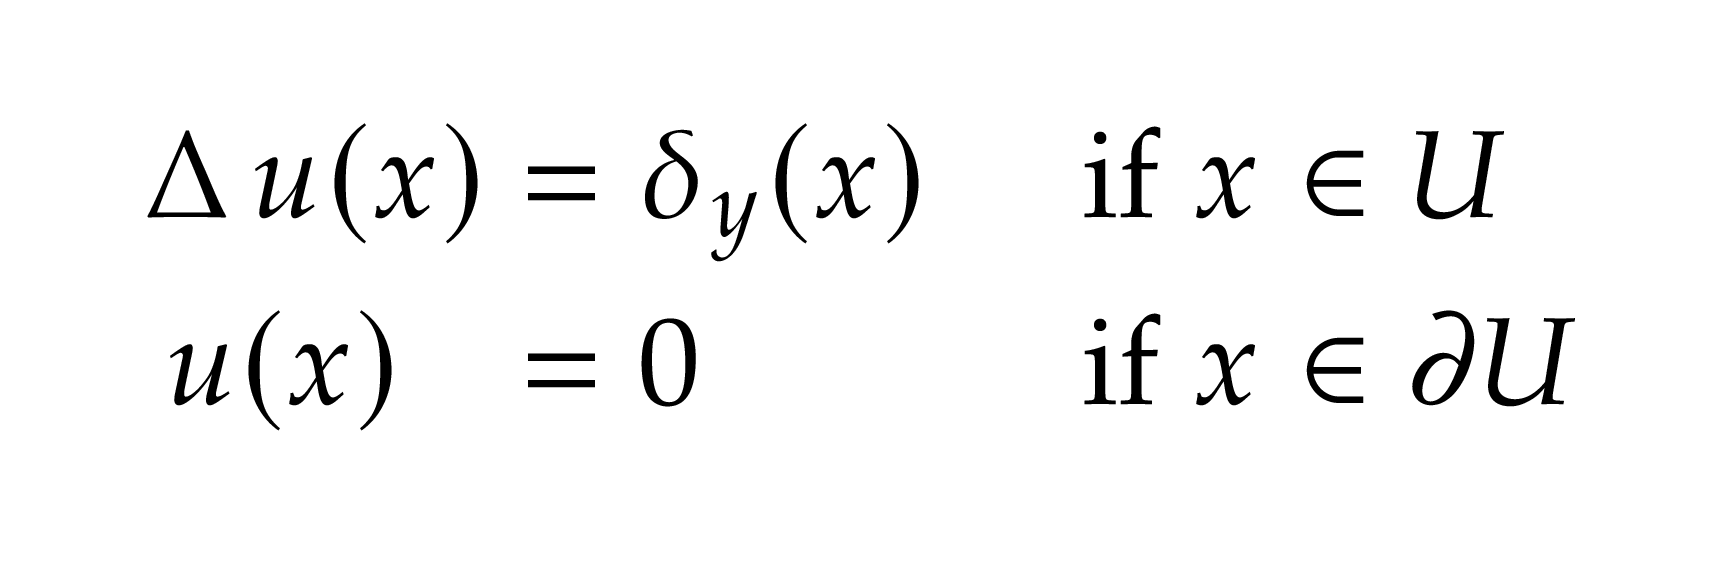 Δ u(x) = δ_y(x) if x ∈ U
u(x) = 0 if x ∈ ∂U